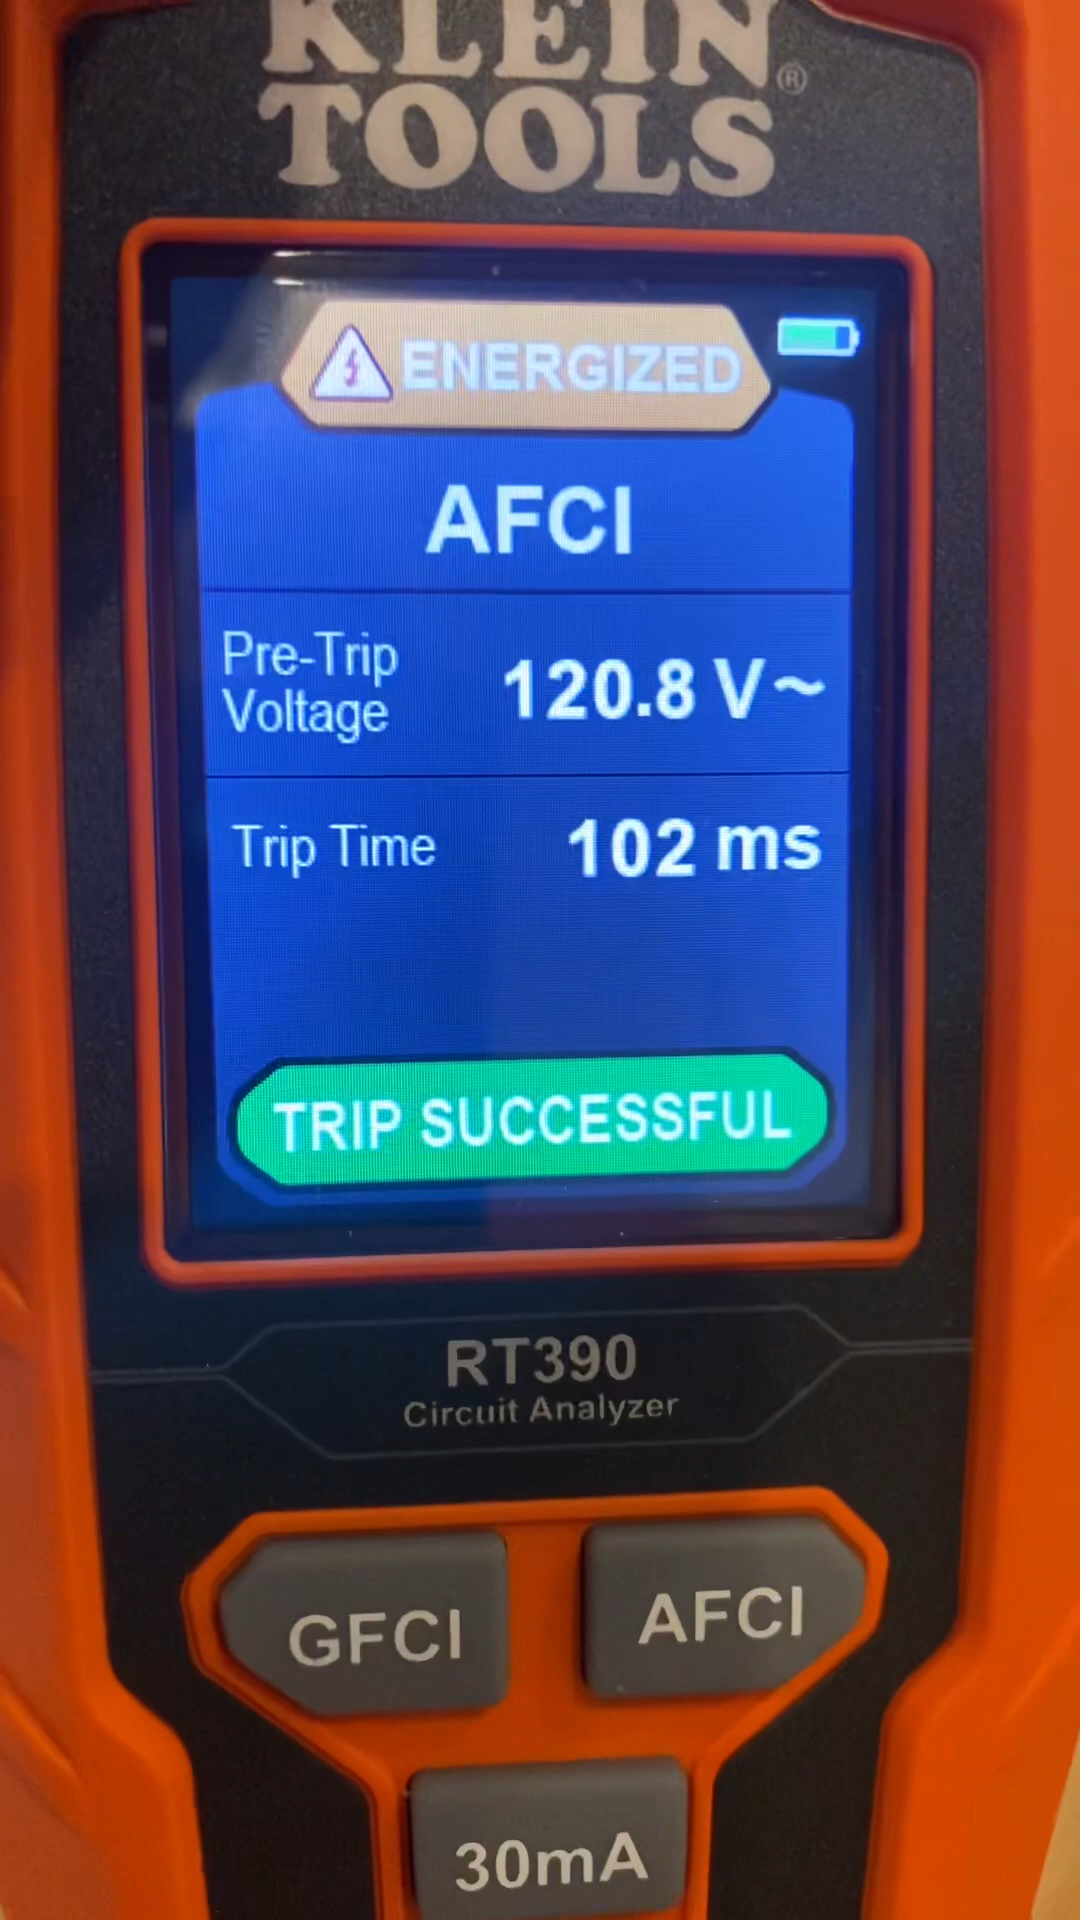 KLEIN
TOOLS®
ENERGIZED
AFCI
Pre-Trip
Voltage
120.8 V~
Trip Time
102 ms
TRIP SUCCESSFUL
RT390
Circuit Analyzer
GFCI
AFCI
30mA